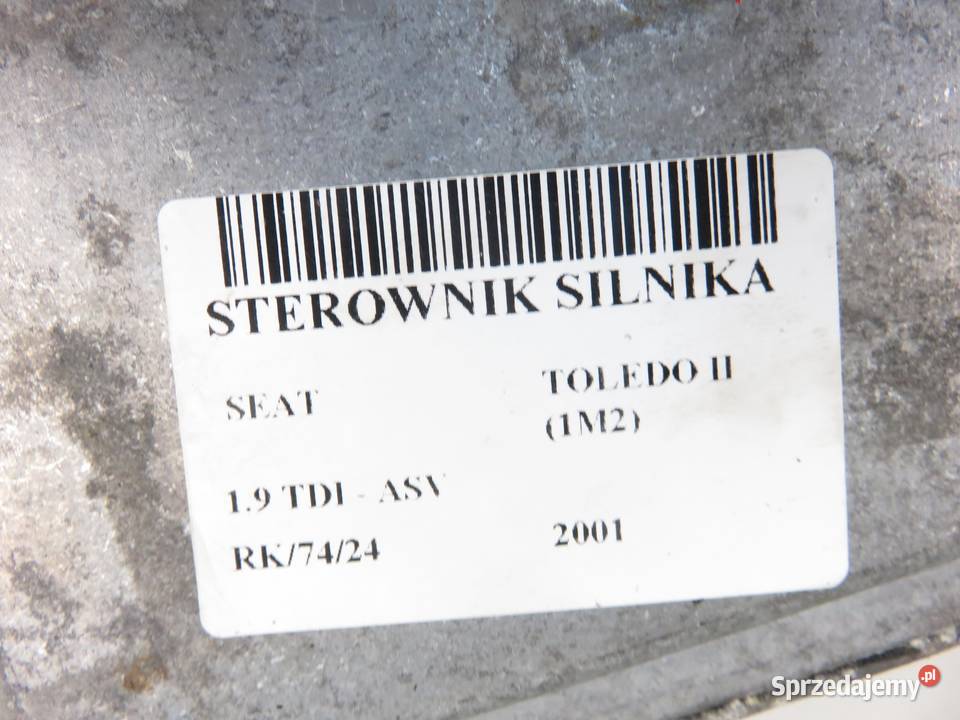 STEROWNIK SILNIKA
SEAT
TOLEDO II
(1M2)
1.9 TDI - ASV
RK/74/24
2001
Sprzedajemy.pl